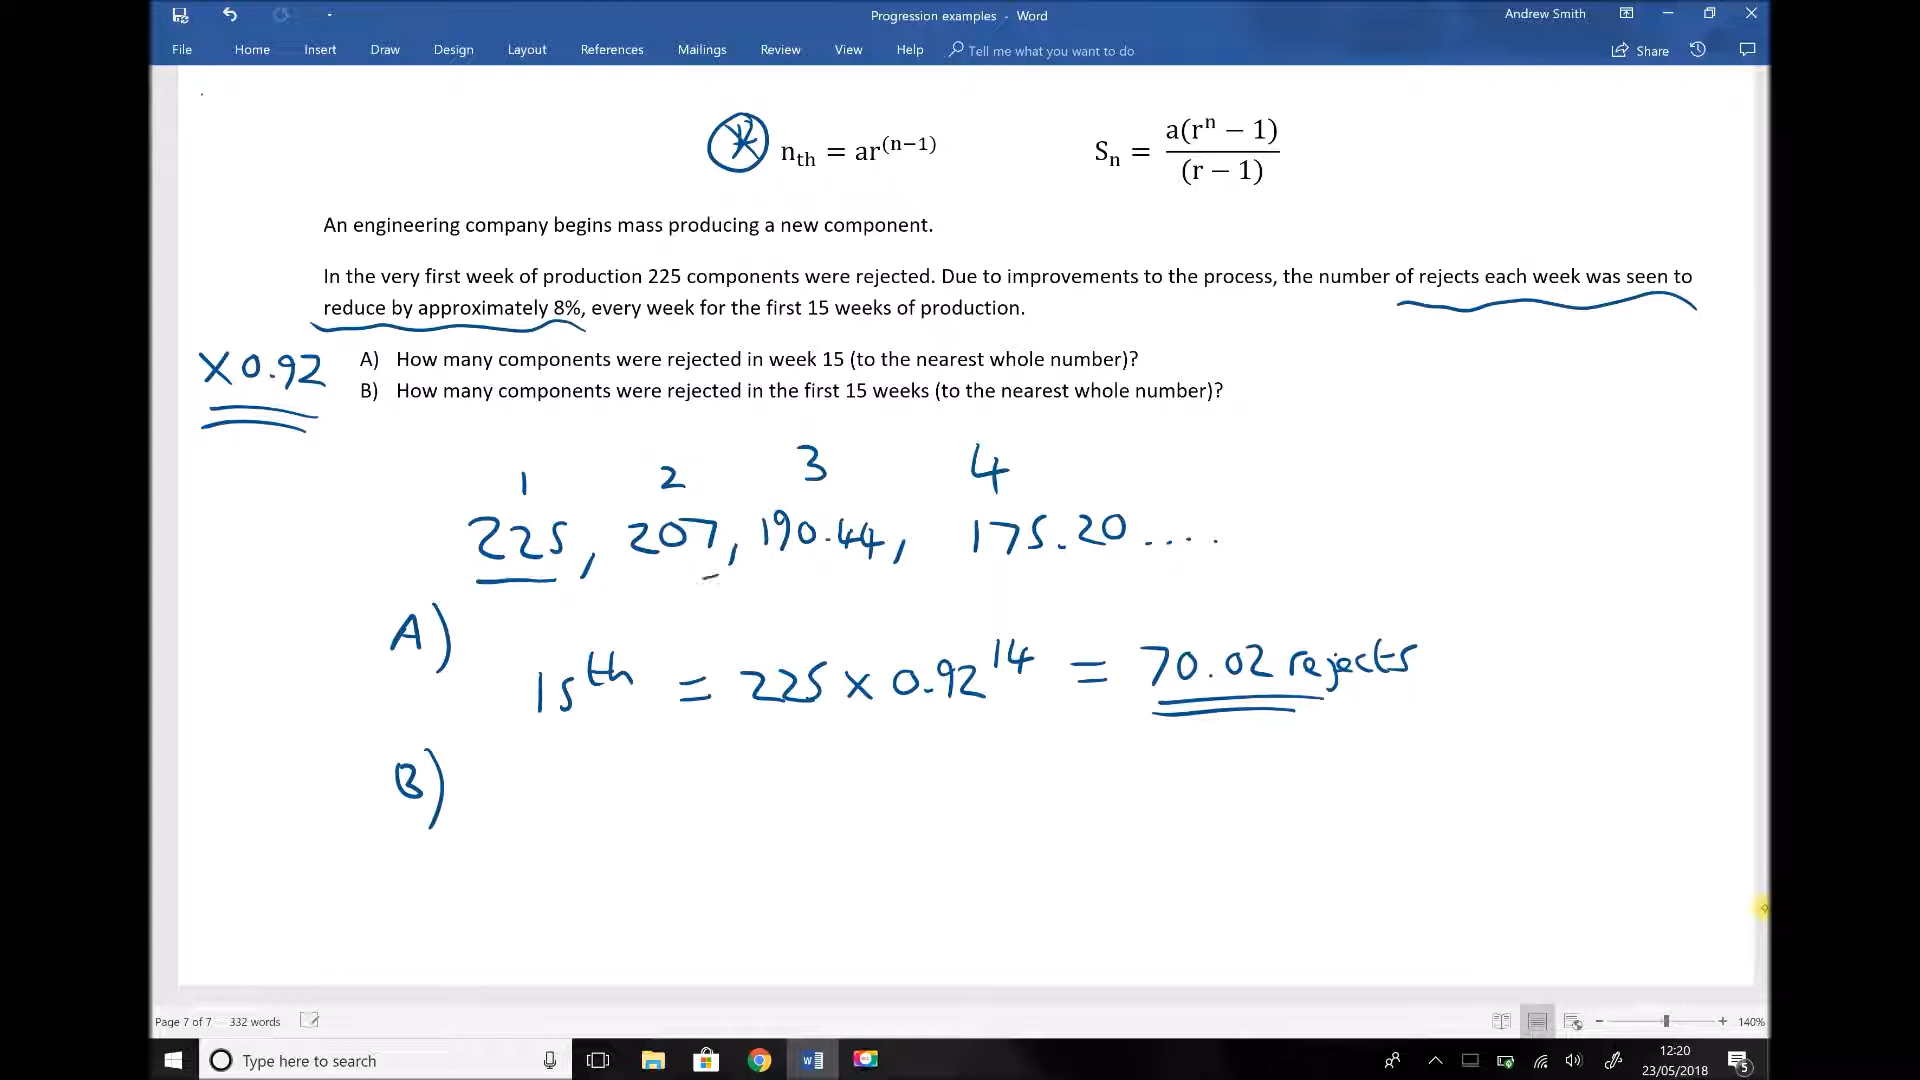 Progression examples - Word
Andrew Smith
File Home Insert Draw Design Layout References Mailings Review View Help Tell me what you want to do Share
n_th = ar^(n−1)
S_n = a(r^n − 1) / (r − 1)
An engineering company begins mass producing a new component.
In the very first week of production 225 components were rejected. Due to improvements to the process, the number of rejects each week was seen to
reduce by approximately 8%, every week for the first 15 weeks of production.
× 0.92
A) How many components were rejected in week 15 (to the nearest whole number)?
B) How many components were rejected in the first 15 weeks (to the nearest whole number)?
1 2 3 4
225, 207, 190.44, 175.20 ....
A)
15^th = 225 × 0.92^14 = 70.02 rejects
B)
Page 7 of 7 332 words
140%
Type here to search
12:20
23/05/2018
5